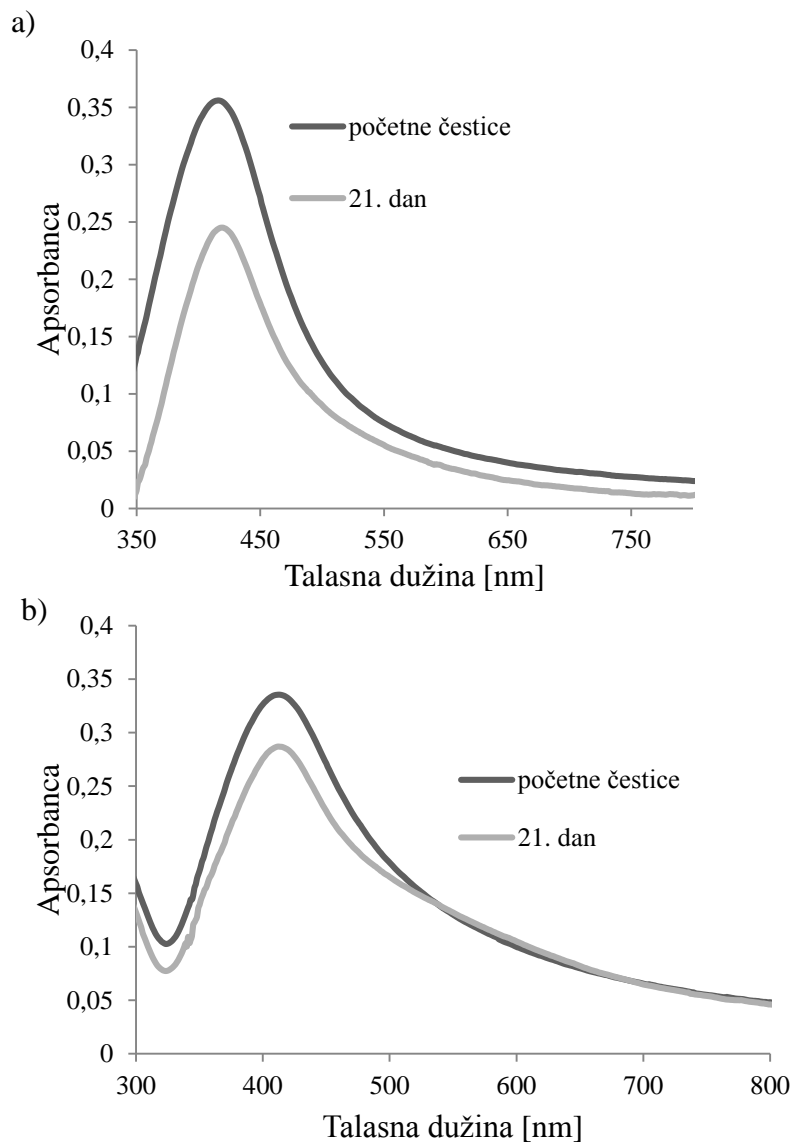 a)
0,4
0,35
0,3
0,25
0,2
0,15
0,1
0,05
0
Apsorbanca
početne čestice
21. dan
350 450 550 650 750
Talasna dužina [nm]
b)
0,4
0,35
0,3
0,25
0,2
0,15
0,1
0,05
0
Apsorbanca
početne čestice
21. dan
300 400 500 600 700 800
Talasna dužina [nm]